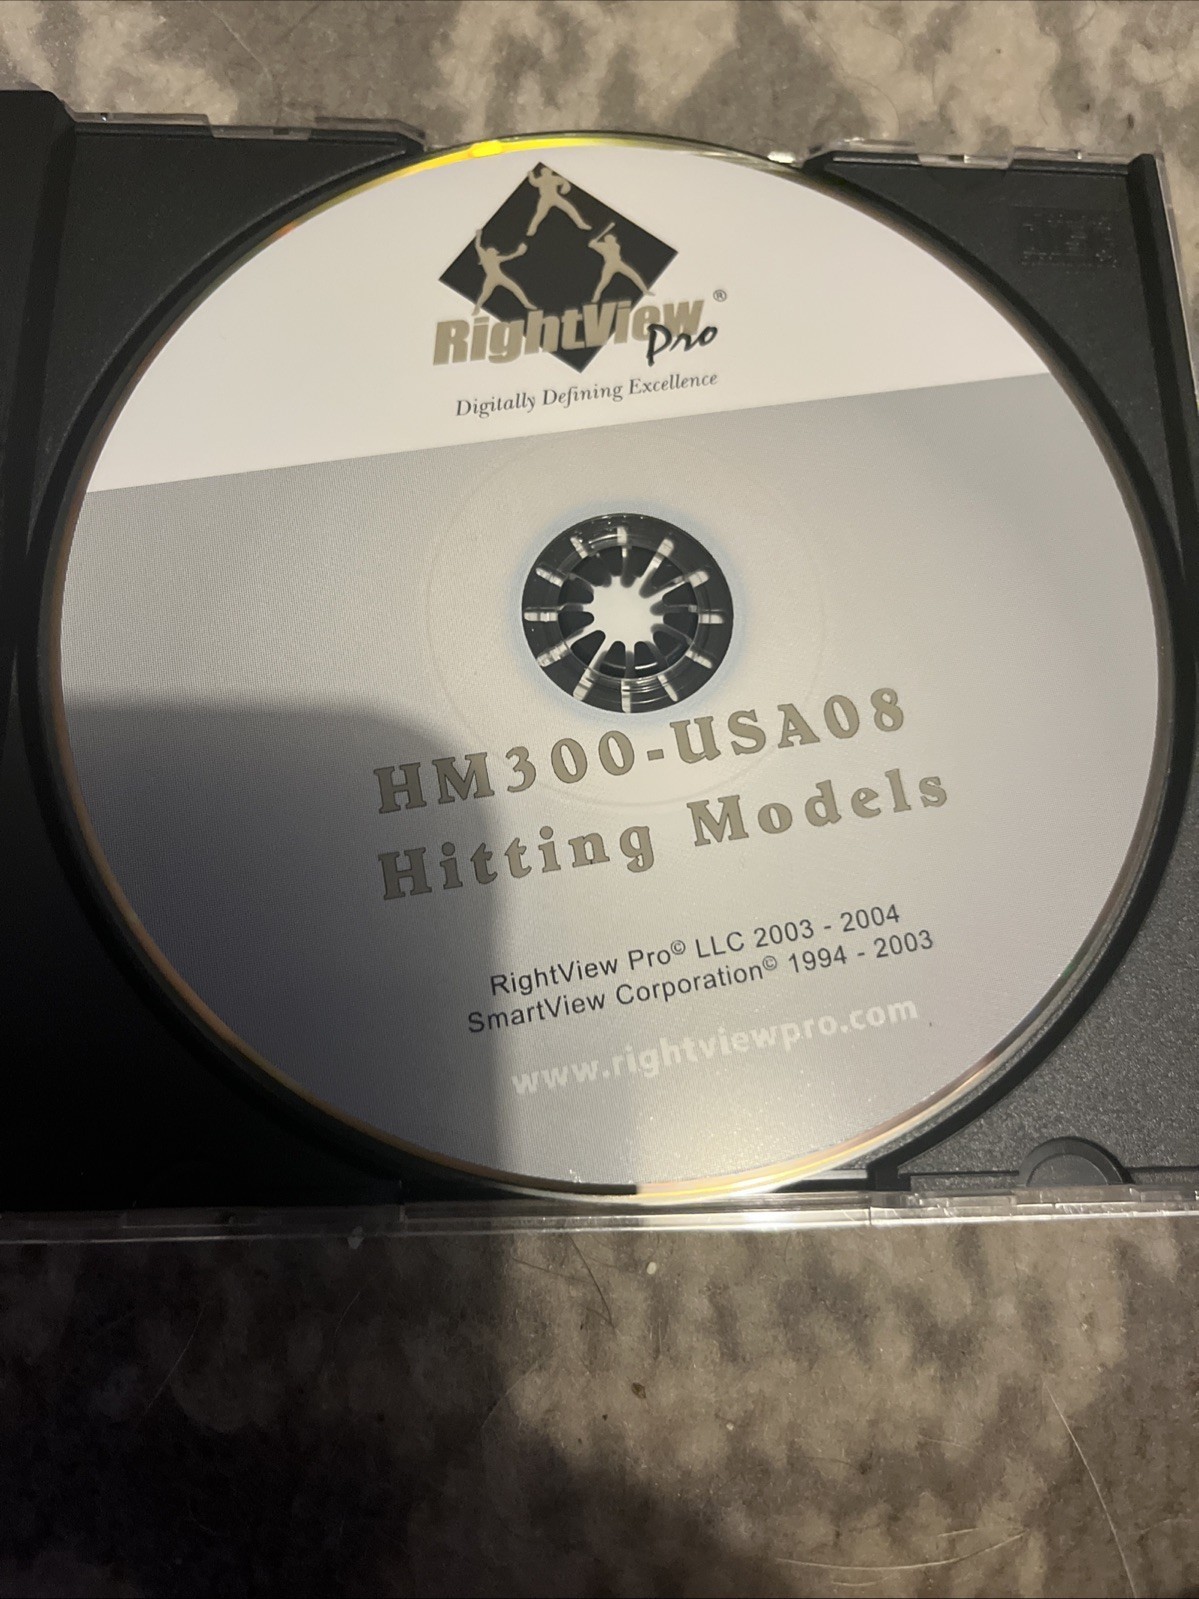 RightView ®
Pro
Digitally Defining Excellence
HM300-USA08
Hitting Models
RightView Pro© LLC 2003 - 2004
SmartView Corporation© 1994 - 2003
www.rightviewpro.com